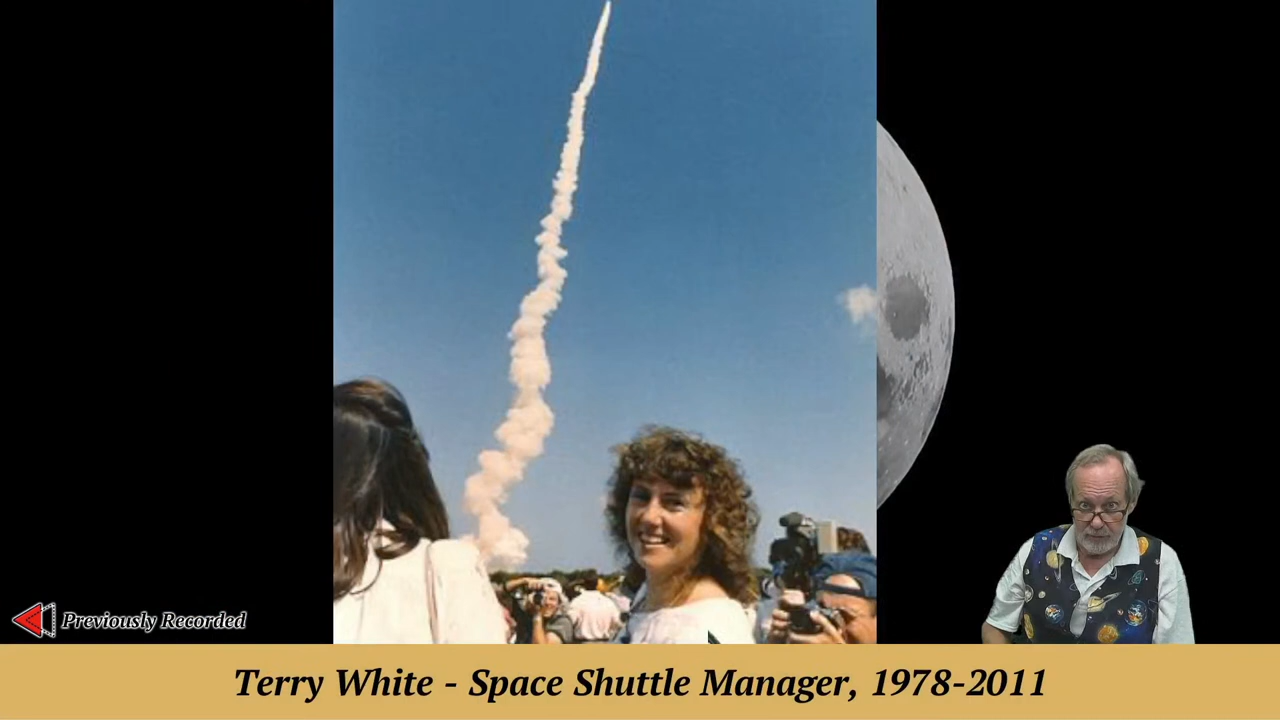 Previously Recorded
Terry White - Space Shuttle Manager, 1978-2011